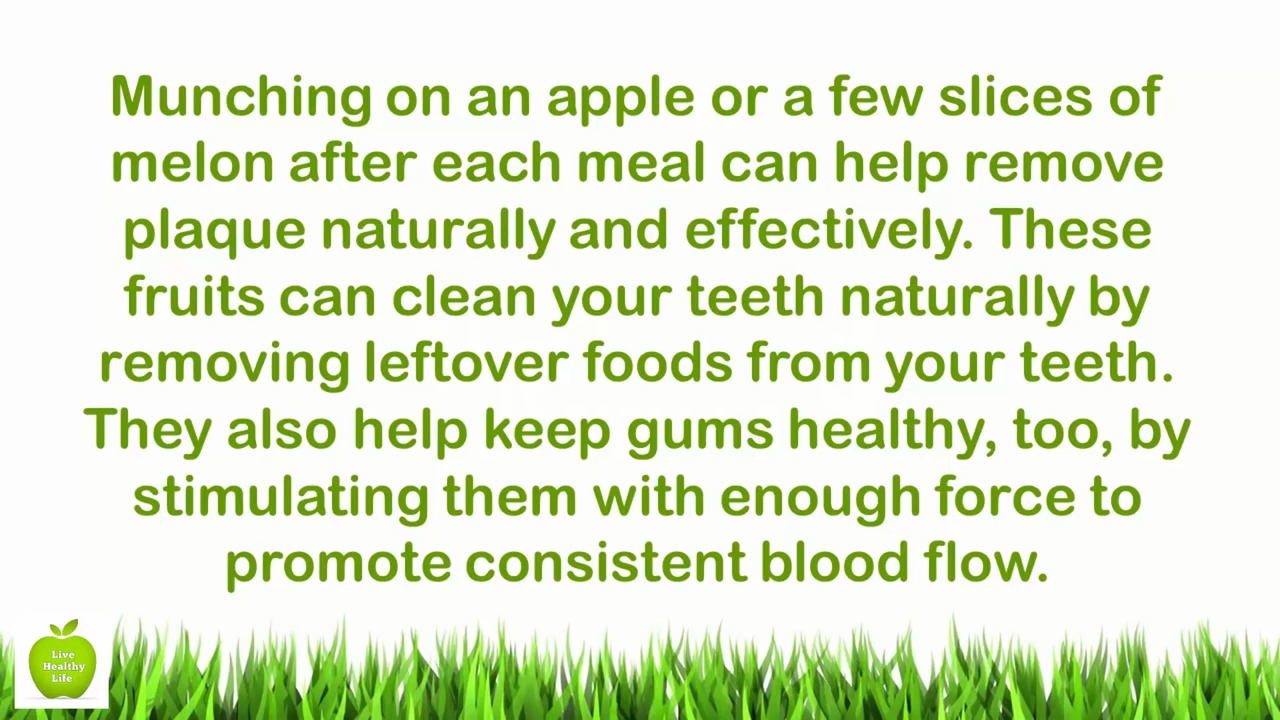 Munching on an apple or a few slices of
melon after each meal can help remove
plaque naturally and effectively. These
fruits can clean your teeth naturally by
removing leftover foods from your teeth.
They also help keep gums healthy, too, by
stimulating them with enough force to
promote consistent blood flow.
Live
Healthy
Life